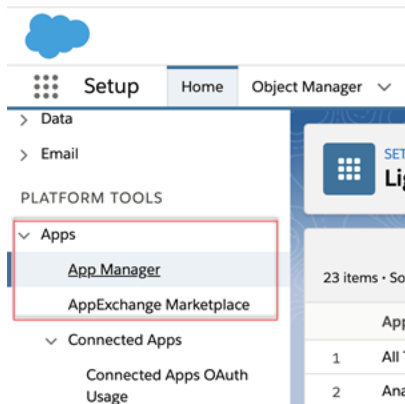 Setup
Home
Object Manager
Data
Email
PLATFORM TOOLS
Apps
App Manager
AppExchange Marketplace
Connected Apps
Connected Apps OAuth
Usage
23 items •
1
All
2